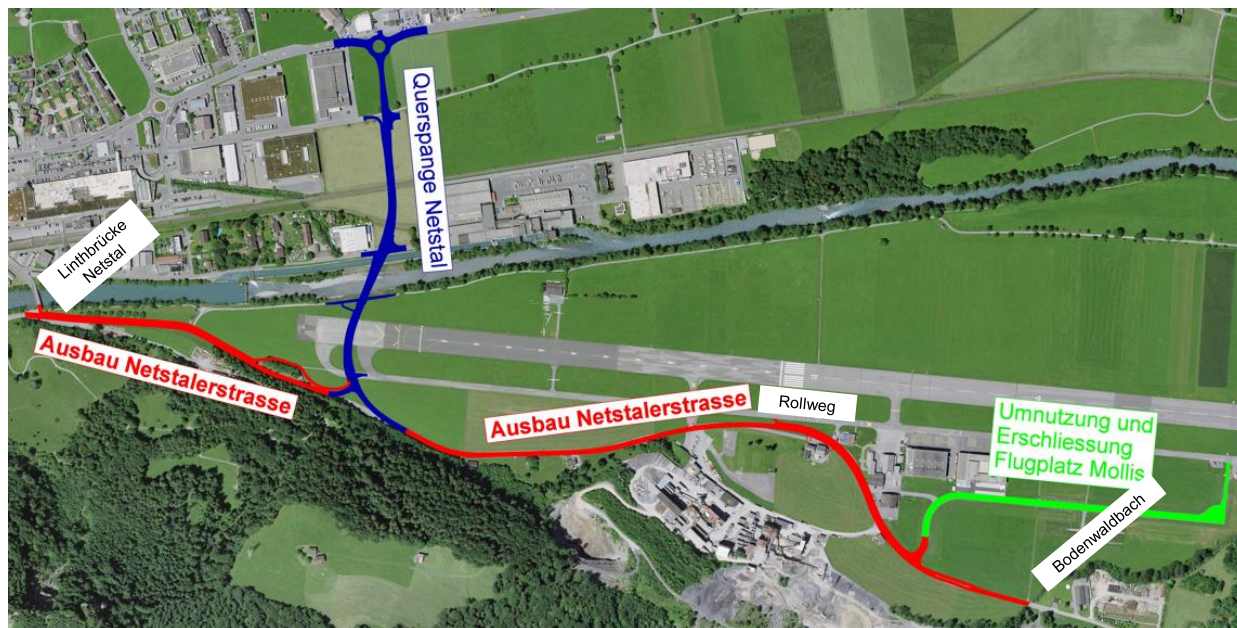 Querspange Netstal
Linthbrücke
Netstal
Ausbau Netstalerstrasse
Ausbau Netstalerstrasse
Rollweg
Umnutzung und
Erschliessung
Flugplatz Mollis
Bodenwaldbach